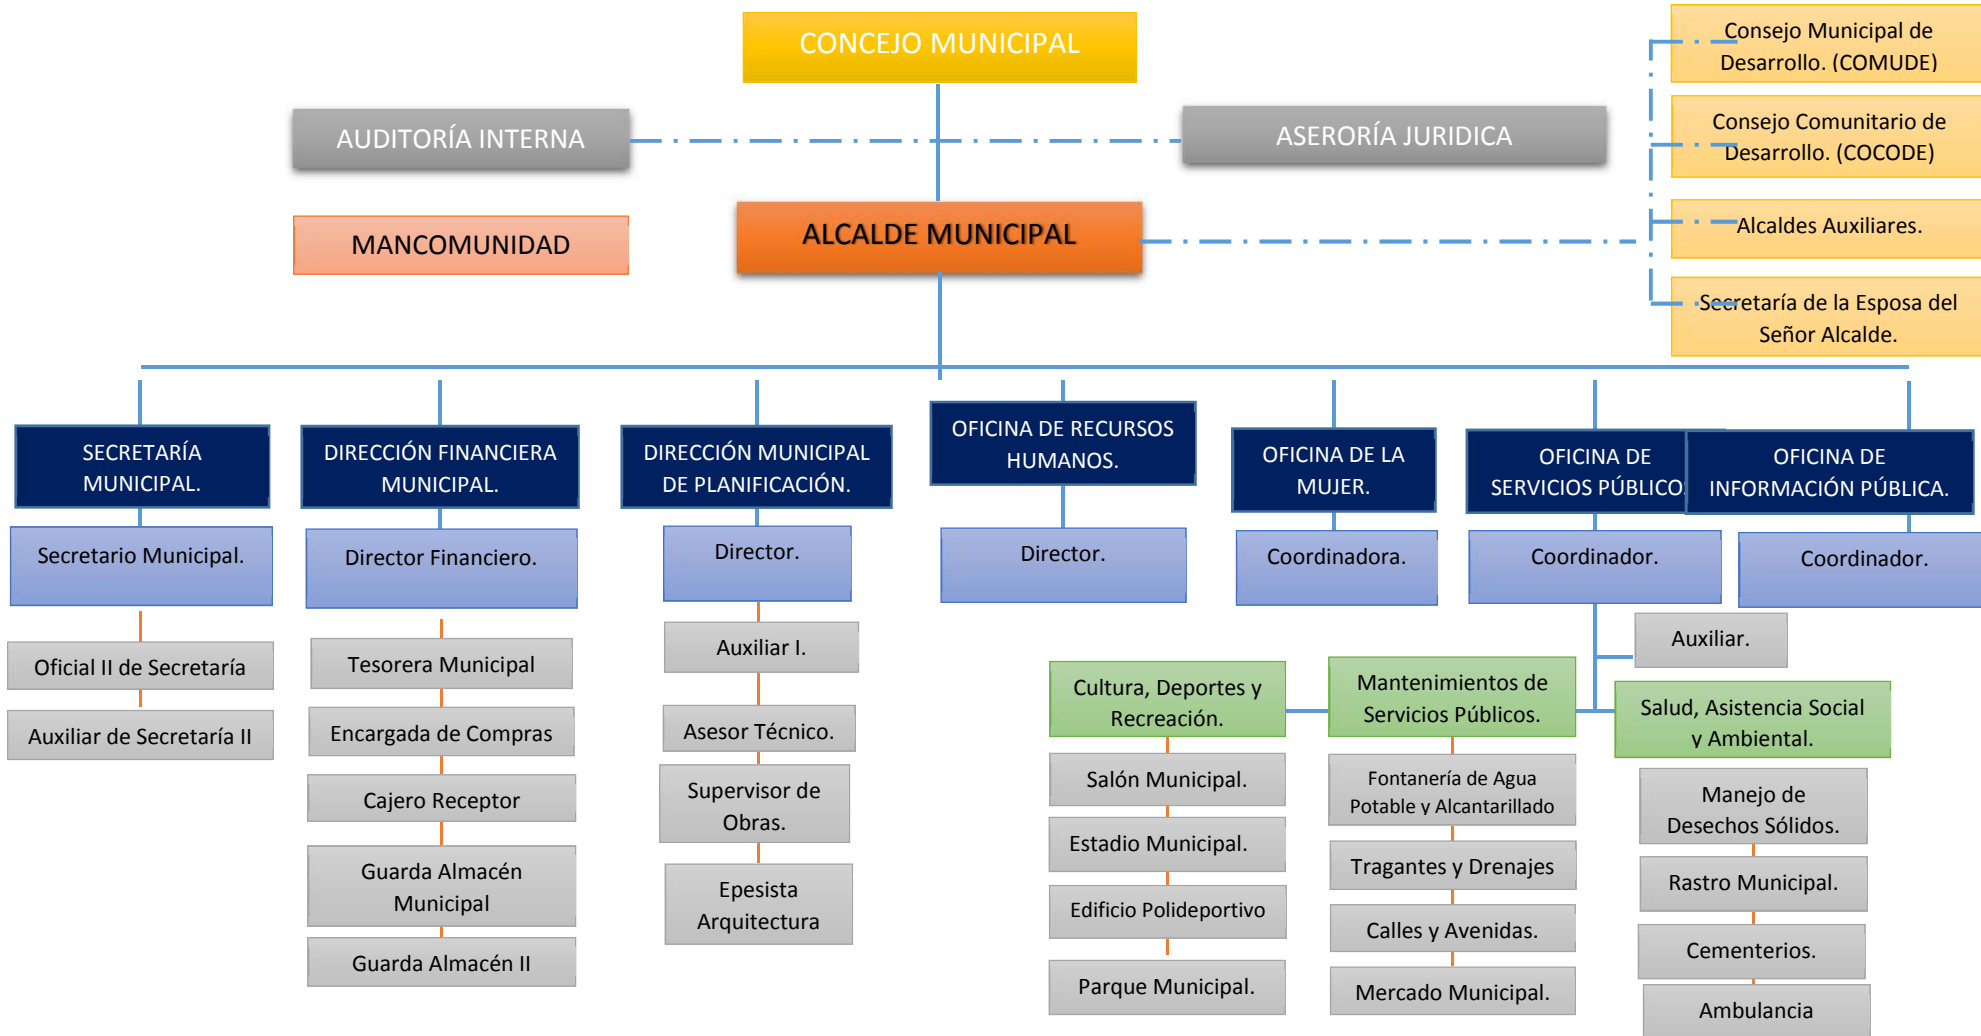 CONCEJO MUNICIPAL
Consejo Municipal de
Desarrollo. (COMUDE)
AUDITORÍA INTERNA
ASERORÍA JURIDICA
Consejo Comunitario de
Desarrollo. (COCODE)
MANCOMUNIDAD
ALCALDE MUNICIPAL
Alcaldes Auxiliares.
Secretaría de la Esposa del
Señor Alcalde.
SECRETARÍA
MUNICIPAL.
DIRECCIÓN FINANCIERA
MUNICIPAL.
DIRECCIÓN MUNICIPAL
DE PLANIFICACIÓN.
OFICINA DE RECURSOS
HUMANOS.
OFICINA DE LA
MUJER.
OFICINA DE
SERVICIOS PÚBLICO
OFICINA DE
INFORMACIÓN PÚBLICA.
Secretario Municipal.
Director Financiero.
Director.
Director.
Coordinadora.
Coordinador.
Coordinador.
Oficial II de Secretaría
Auxiliar de Secretaría II
Tesorera Municipal
Encargada de Compras
Cajero Receptor
Guarda Almacén
Municipal
Guarda Almacén II
Auxiliar I.
Asesor Técnico.
Supervisor de
Obras.
Epesista
Arquitectura
Auxiliar.
Cultura, Deportes y
Recreación.
Salón Municipal.
Estadio Municipal.
Edificio Polideportivo
Parque Municipal.
Mantenimientos de
Servicios Públicos.
Fontanería de Agua
Potable y Alcantarillado
Tragantes y Drenajes
Calles y Avenidas.
Mercado Municipal.
Salud, Asistencia Social
y Ambiental.
Manejo de
Desechos Sólidos.
Rastro Municipal.
Cementerios.
Ambulancia